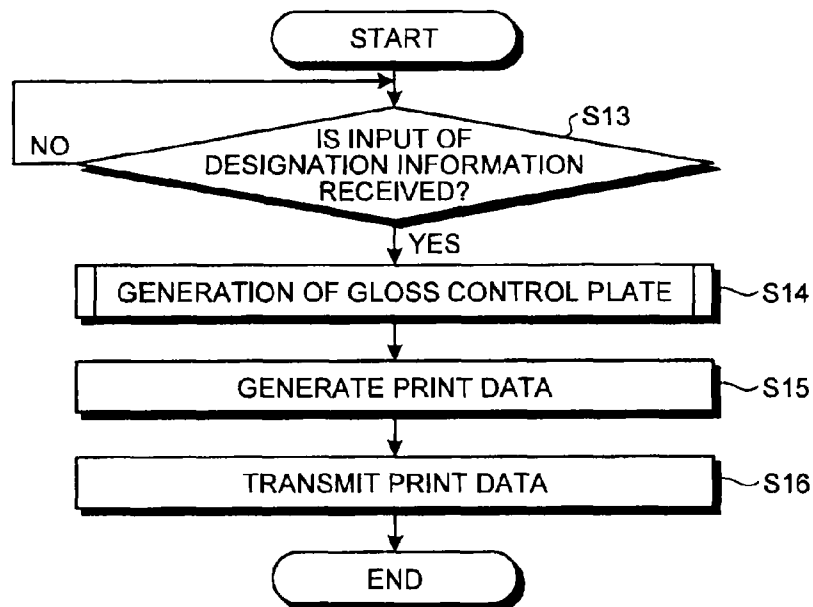 START
S13
IS INPUT OF
DESIGNATION INFORMATION
RECEIVED?
NO
YES
GENERATION OF GLOSS CONTROL PLATE
S14
GENERATE PRINT DATA
S15
TRANSMIT PRINT DATA
S16
END